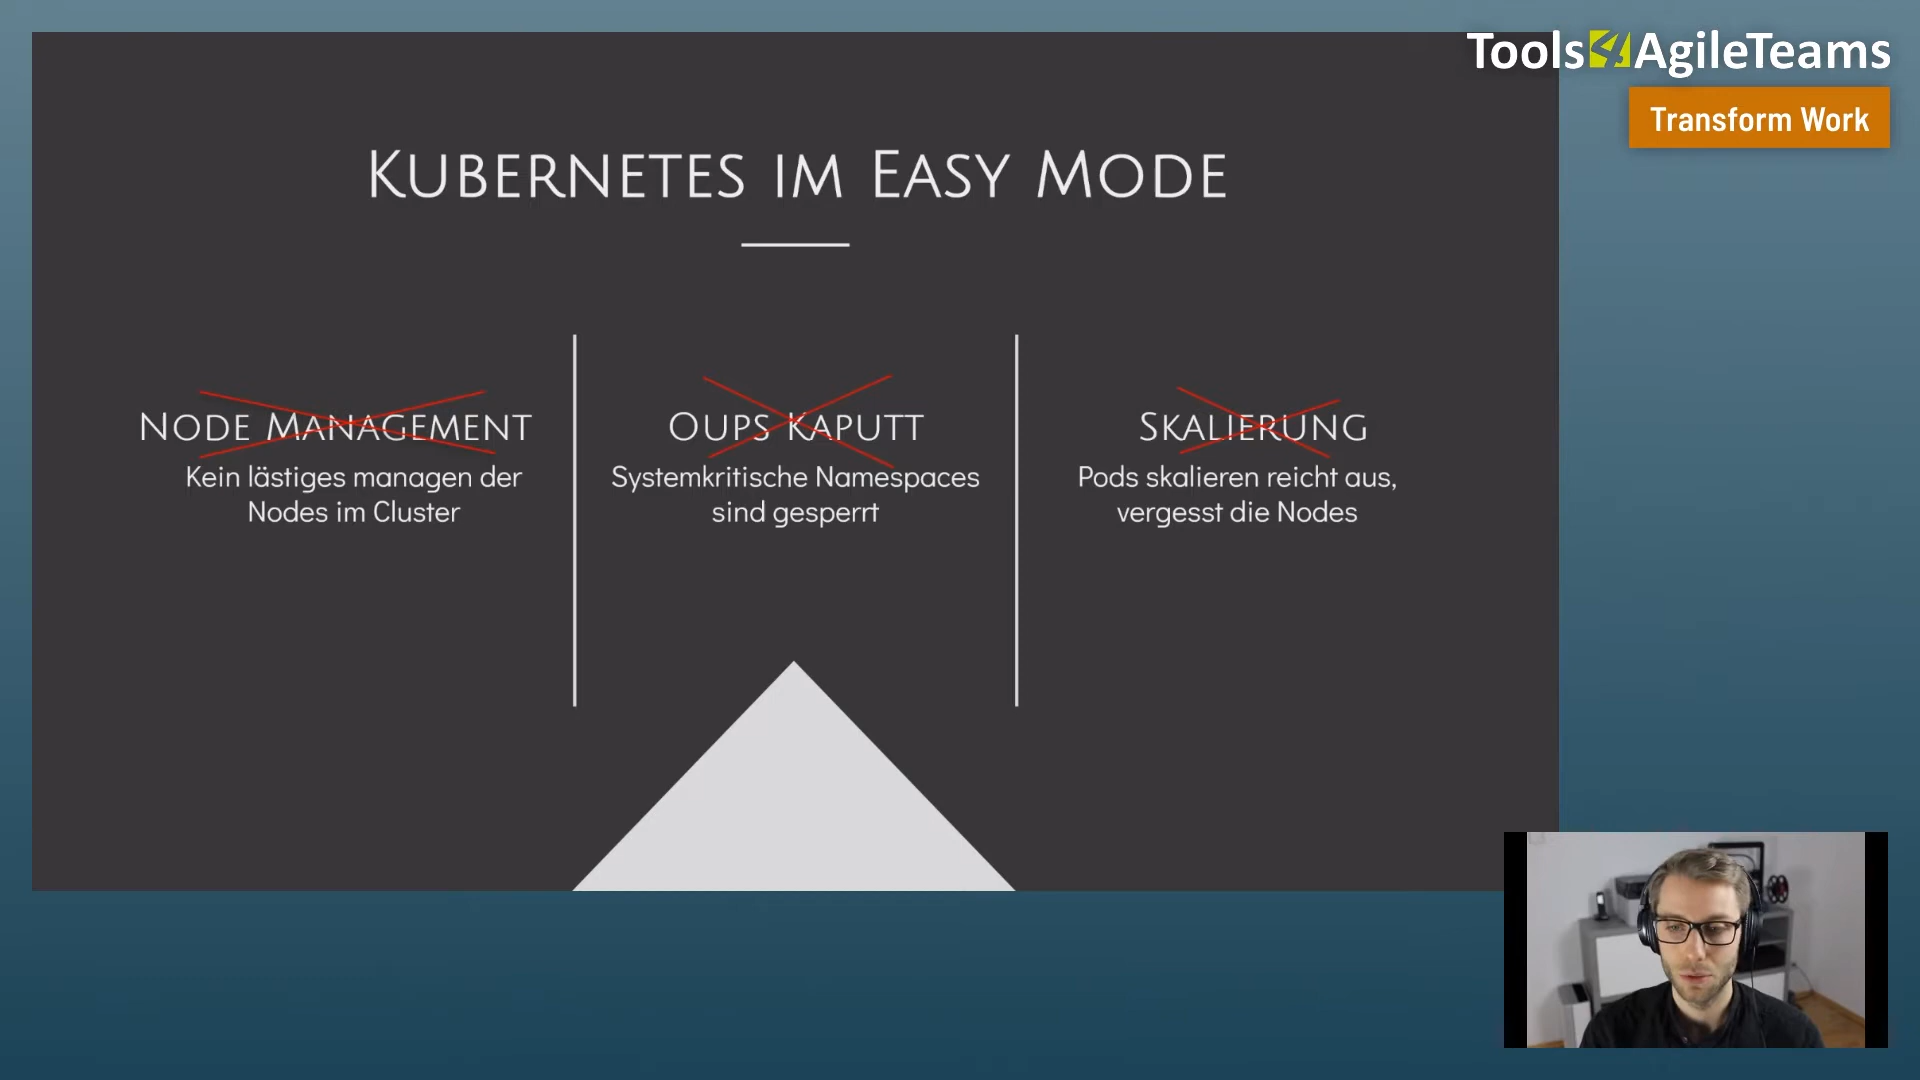 Tools4AgileTeams
Transform Work
Kubernetes im Easy Mode
Node Management
Kein lästiges managen der
Nodes im Cluster
Oups Kaputt
Systemkritische Namespaces
sind gesperrt
Skalierung
Pods skalieren reicht aus,
vergesst die Nodes